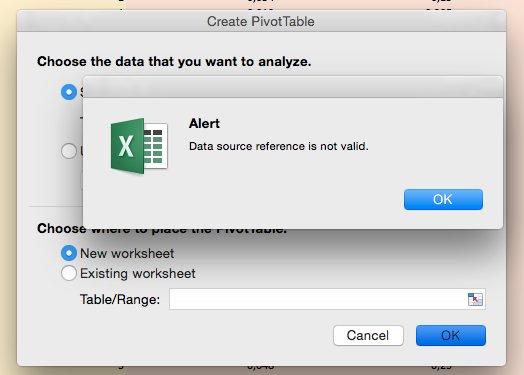 Create PivotTable
Choose the data that you want to analyze.
Alert
Data source reference is not valid.
OK
Choose where to place the PivotTable.
New worksheet
Existing worksheet
Table/Range:
Cancel
OK